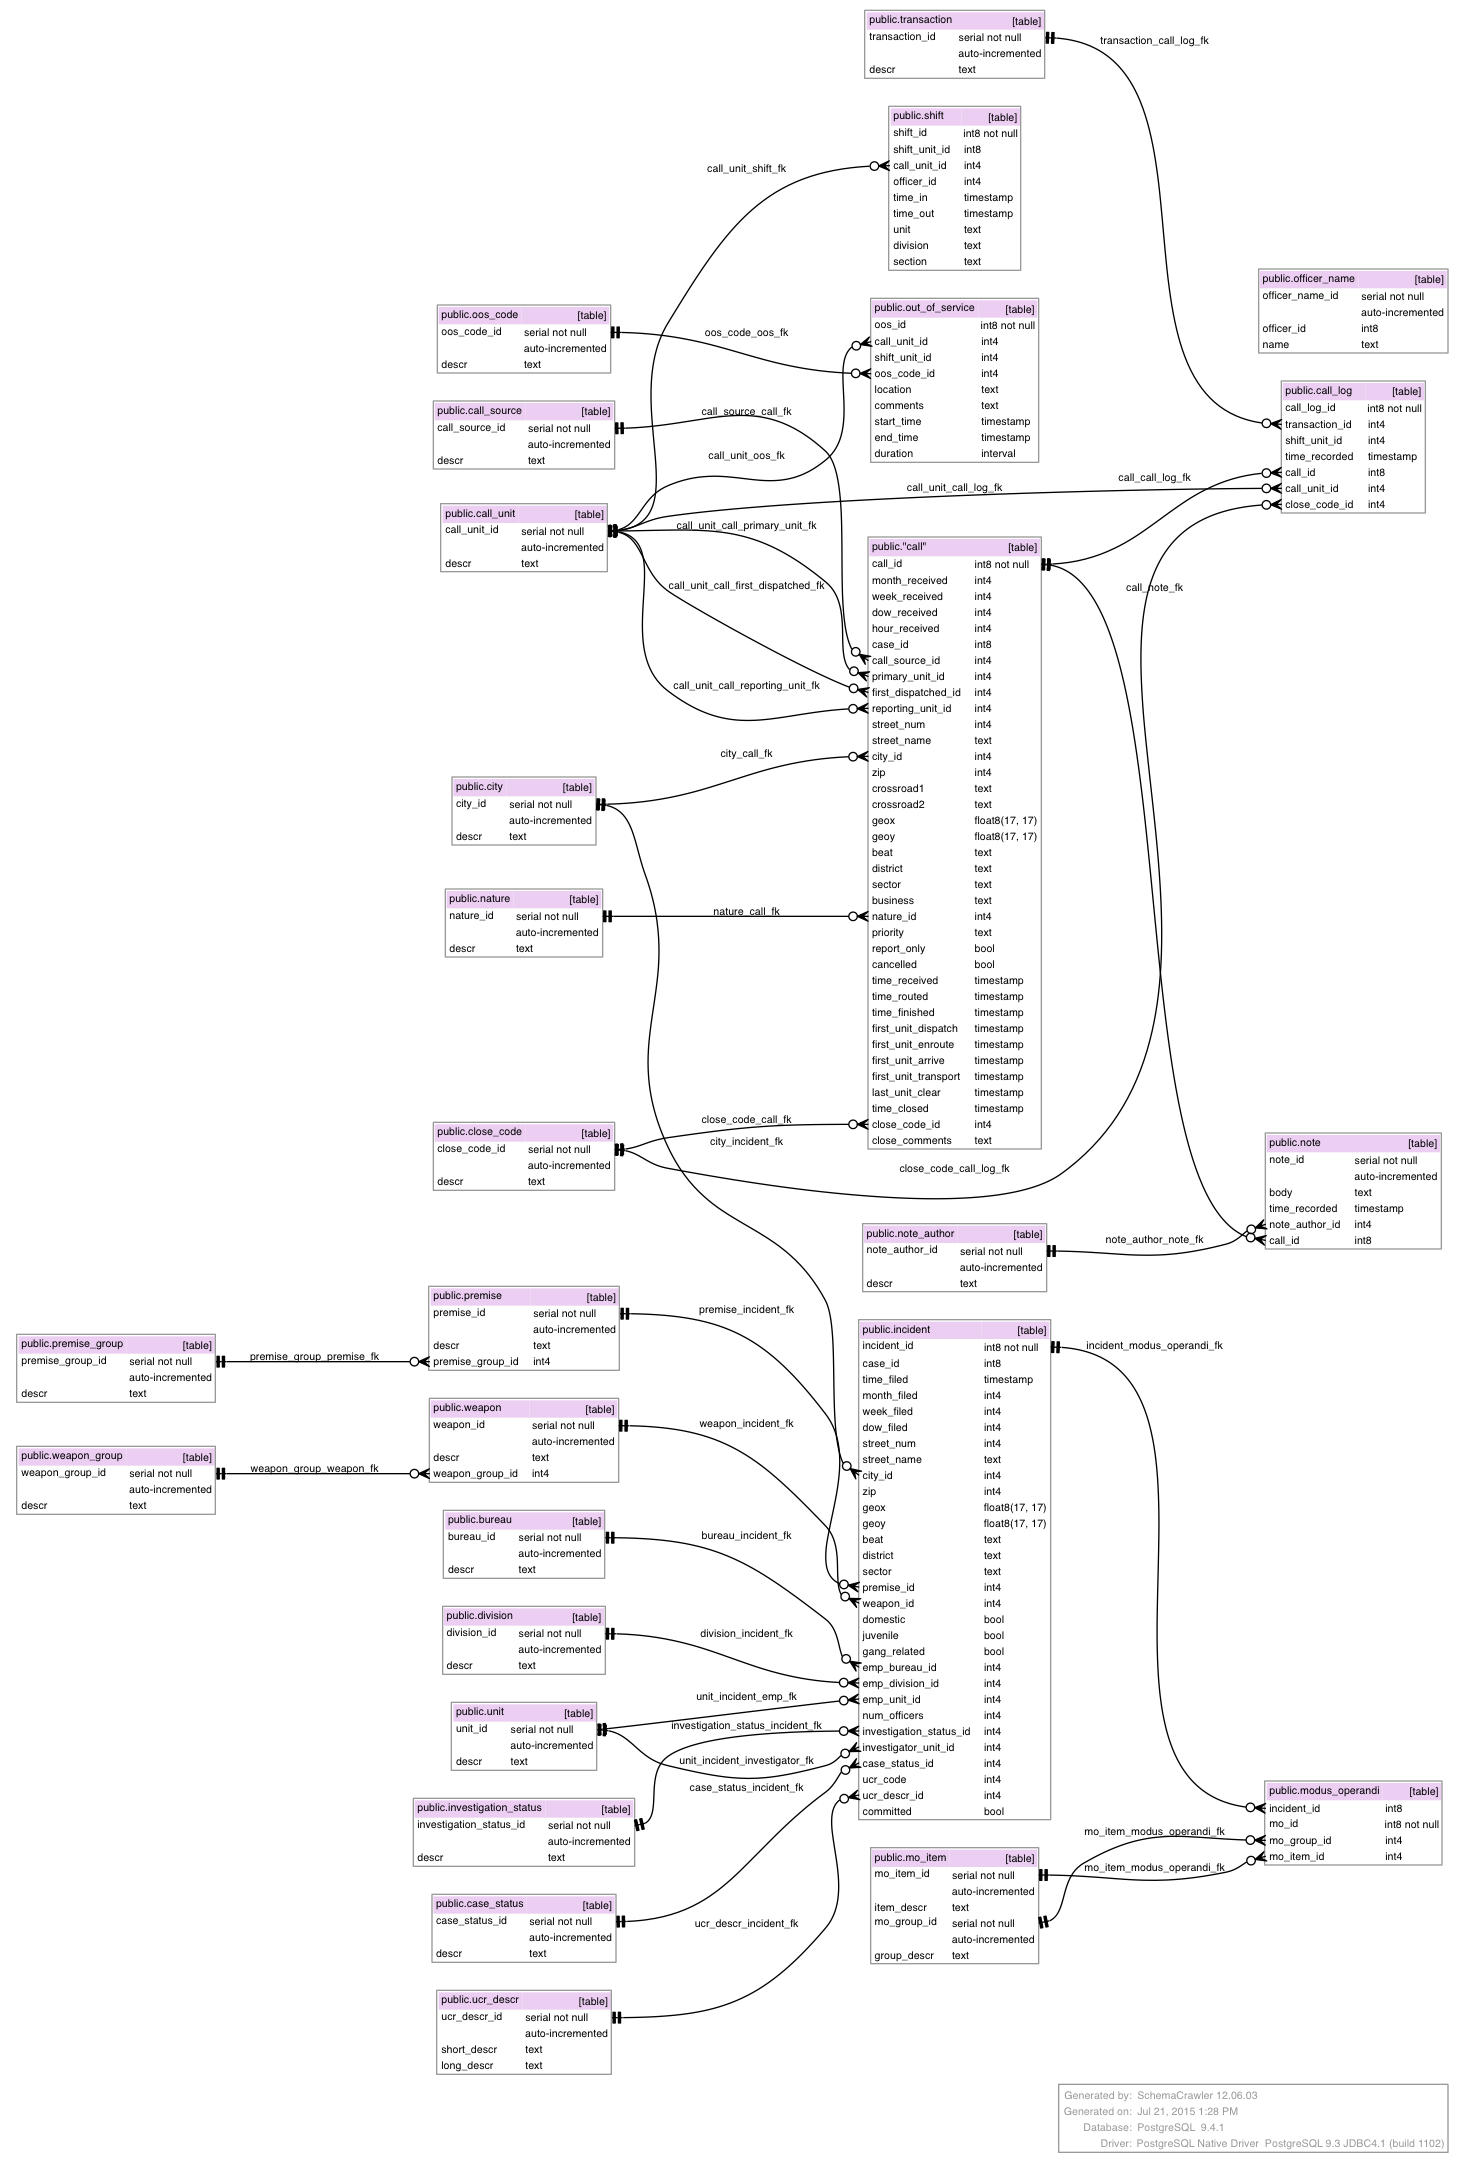 public.transaction [table]
transaction_id serial not null
auto-incremented
descr text
transaction_call_log_fk
public.shift [table]
shift_id int8 not null
shift_unit_id int8
call_unit_id int4
officer_id int4
time_in timestamp
time_out timestamp
unit text
division text
section text
call_unit_shift_fk
public.officer_name [table]
officer_name_id serial not null
auto-incremented
officer_id int8
name text
public.oos_code [table]
oos_code_id serial not null
auto-incremented
descr text
oos_code_oos_fk
public.out_of_service [table]
oos_id int8 not null
call_unit_id int4
shift_unit_id int4
oos_code_id int4
location text
comments text
start_time timestamp
end_time timestamp
duration interval
public.call_log [table]
call_log_id int8 not null
transaction_id int4
shift_unit_id int4
time_recorded timestamp
call_id int8
call_unit_id int4
close_code_id int4
public.call_source [table]
call_source_id serial not null
auto-incremented
descr text
call_source_call_fk
call_unit_oos_fk
call_call_log_fk
call_unit_call_log_fk
public.call_unit [table]
call_unit_id serial not null
auto-incremented
descr text
call_unit_call_primary_unit_fk
call_unit_call_first_dispatched_fk
call_unit_call_reporting_unit_fk
call_note_fk
public."call" [table]
call_id int8 not null
month_received int4
week_received int4
dow_received int4
hour_received int4
case_id int8
call_source_id int4
primary_unit_id int4
first_dispatched_id int4
reporting_unit_id int4
street_num int4
street_name text
city_id int4
zip int4
crossroad1 text
crossroad2 text
geox float8(17, 17)
geoy float8(17, 17)
beat text
district text
sector text
business text
nature_id int4
priority text
report_only bool
cancelled bool
time_received timestamp
time_routed timestamp
time_finished timestamp
first_unit_dispatch timestamp
first_unit_enroute timestamp
first_unit_arrive timestamp
first_unit_transport timestamp
last_unit_clear timestamp
time_closed timestamp
close_code_id int4
close_comments text
city_call_fk
public.city [table]
city_id serial not null
auto-incremented
descr text
public.nature [table]
nature_id serial not null
auto-incremented
descr text
nature_call_fk
public.close_code [table]
close_code_id serial not null
auto-incremented
descr text
close_code_call_fk
city_incident_fk
close_code_call_log_fk
public.note [table]
note_id serial not null
auto-incremented
body text
time_recorded timestamp
note_author_id int4
call_id int8
public.note_author [table]
note_author_id serial not null
auto-incremented
descr text
note_author_note_fk
public.premise [table]
premise_id serial not null
auto-incremented
descr text
premise_group_id int4
premise_incident_fk
public.premise_group [table]
premise_group_id serial not null
auto-incremented
descr text
premise_group_premise_fk
public.incident [table]
incident_id int8 not null
case_id int8
time_filed timestamp
month_filed int4
week_filed int4
dow_filed int4
street_num int4
street_name text
city_id int4
zip int4
geox float8(17, 17)
geoy float8(17, 17)
beat text
district text
sector text
premise_id int4
weapon_id int4
domestic bool
juvenile bool
gang_related bool
emp_bureau_id int4
emp_division_id int4
emp_unit_id int4
num_officers int4
investigation_status_id int4
investigator_unit_id int4
case_status_id int4
ucr_code int4
ucr_descr_id int4
committed bool
incident_modus_operandi_fk
public.weapon [table]
weapon_id serial not null
auto-incremented
descr text
weapon_group_id int4
weapon_incident_fk
public.weapon_group [table]
weapon_group_id serial not null
auto-incremented
descr text
weapon_group_weapon_fk
public.bureau [table]
bureau_id serial not null
auto-incremented
descr text
bureau_incident_fk
public.division [table]
division_id serial not null
auto-incremented
descr text
division_incident_fk
public.unit [table]
unit_id serial not null
auto-incremented
descr text
unit_incident_emp_fk
investigation_status_incident_fk
unit_incident_investigator_fk
case_status_incident_fk
public.investigation_status [table]
investigation_status_id serial not null
auto-incremented
descr text
public.modus_operandi [table]
incident_id int8
mo_id int8 not null
mo_group_id int4
mo_item_id int4
mo_item_modus_operandi_fk
mo_item_modus_operandi_fk
public.mo_item [table]
mo_item_id serial not null
auto-incremented
item_descr text
mo_group_id serial not null
auto-incremented
group_descr text
public.case_status [table]
case_status_id serial not null
auto-incremented
descr text
ucr_descr_incident_fk
public.ucr_descr [table]
ucr_descr_id serial not null
auto-incremented
short_descr text
long_descr text
Generated by: SchemaCrawler 12.06.03
Generated on: Jul 21, 2015 1:28 PM
Database: PostgreSQL 9.4.1
Driver: PostgreSQL Native Driver PostgreSQL 9.3 JDBC4.1 (build 1102)